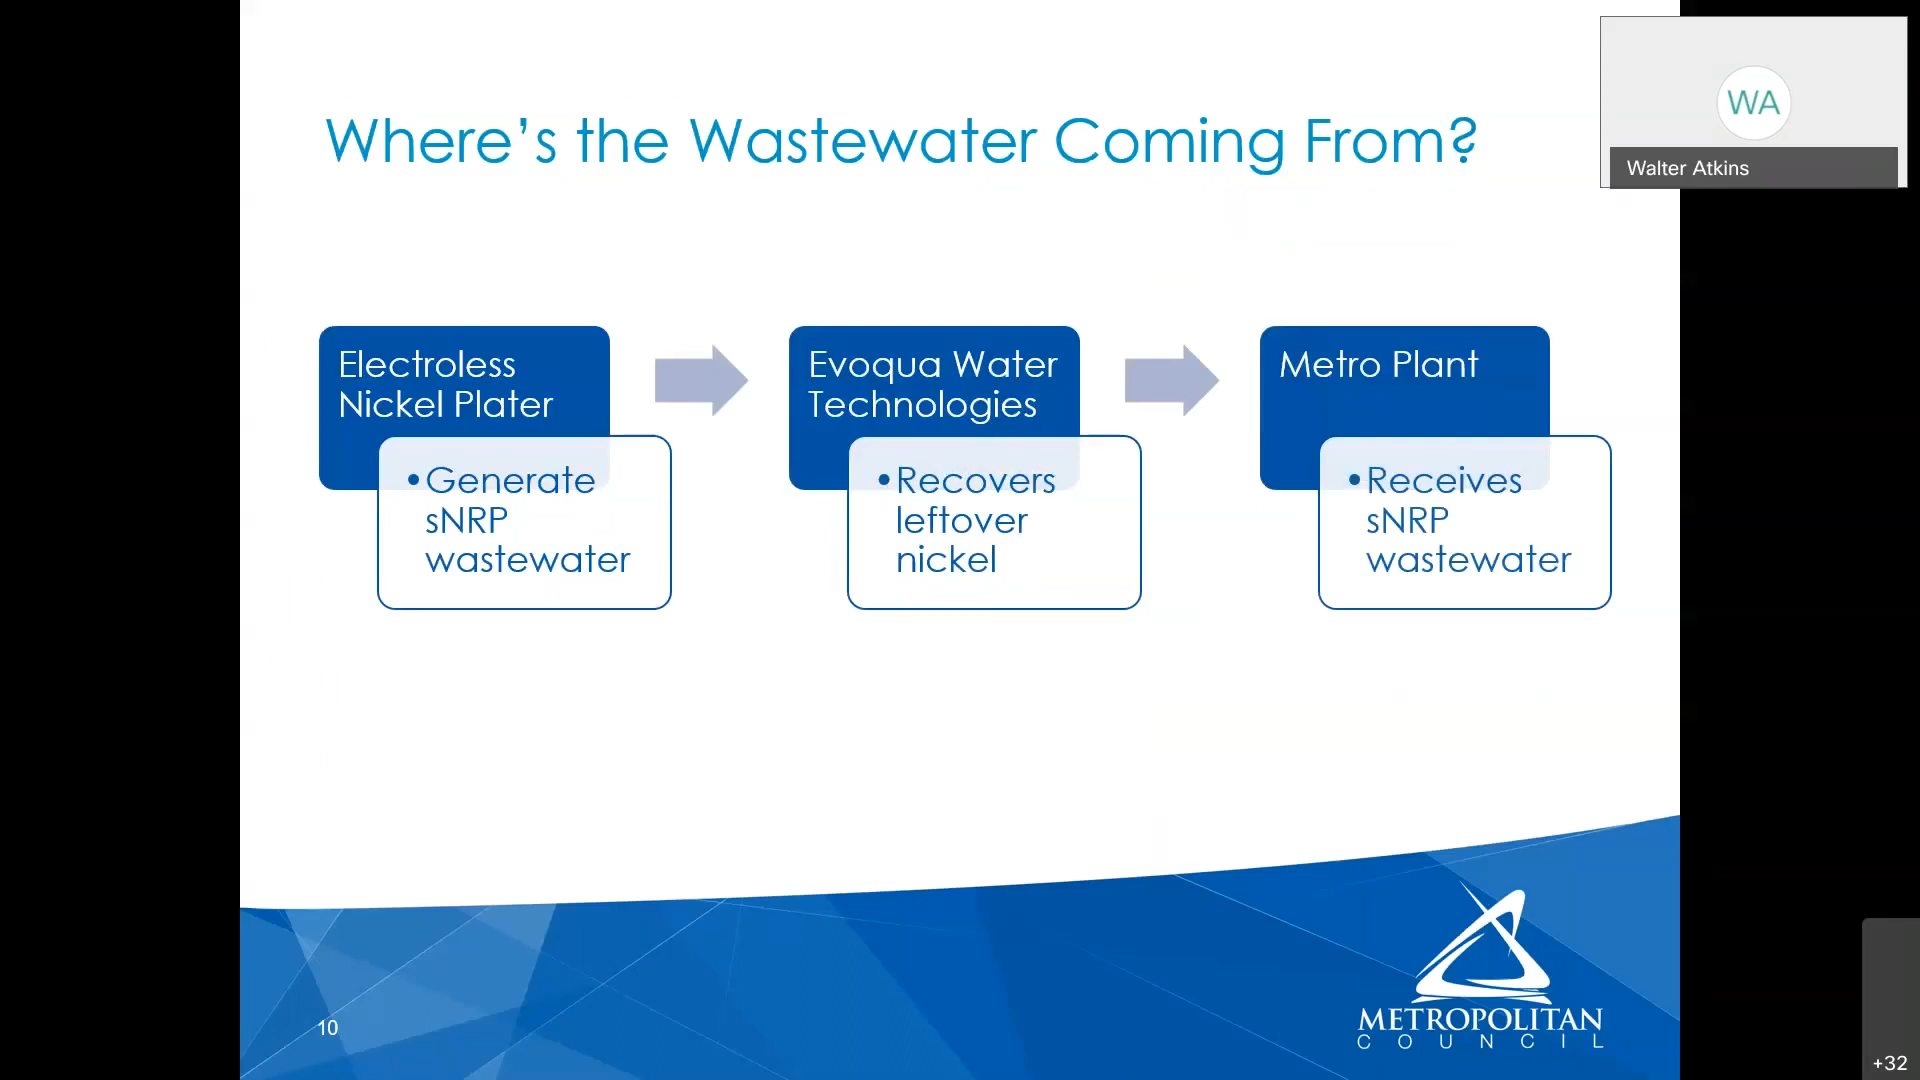 Where's the Wastewater Coming From?
WA
Walter Atkins
Electroless
Nickel Plater
•Generate
sNRP
wastewater
Evoqua Water
Technologies
•Recovers
leftover
nickel
Metro Plant
•Receives
sNRP
wastewater
10
METROPOLITAN
COUNCIL
+32